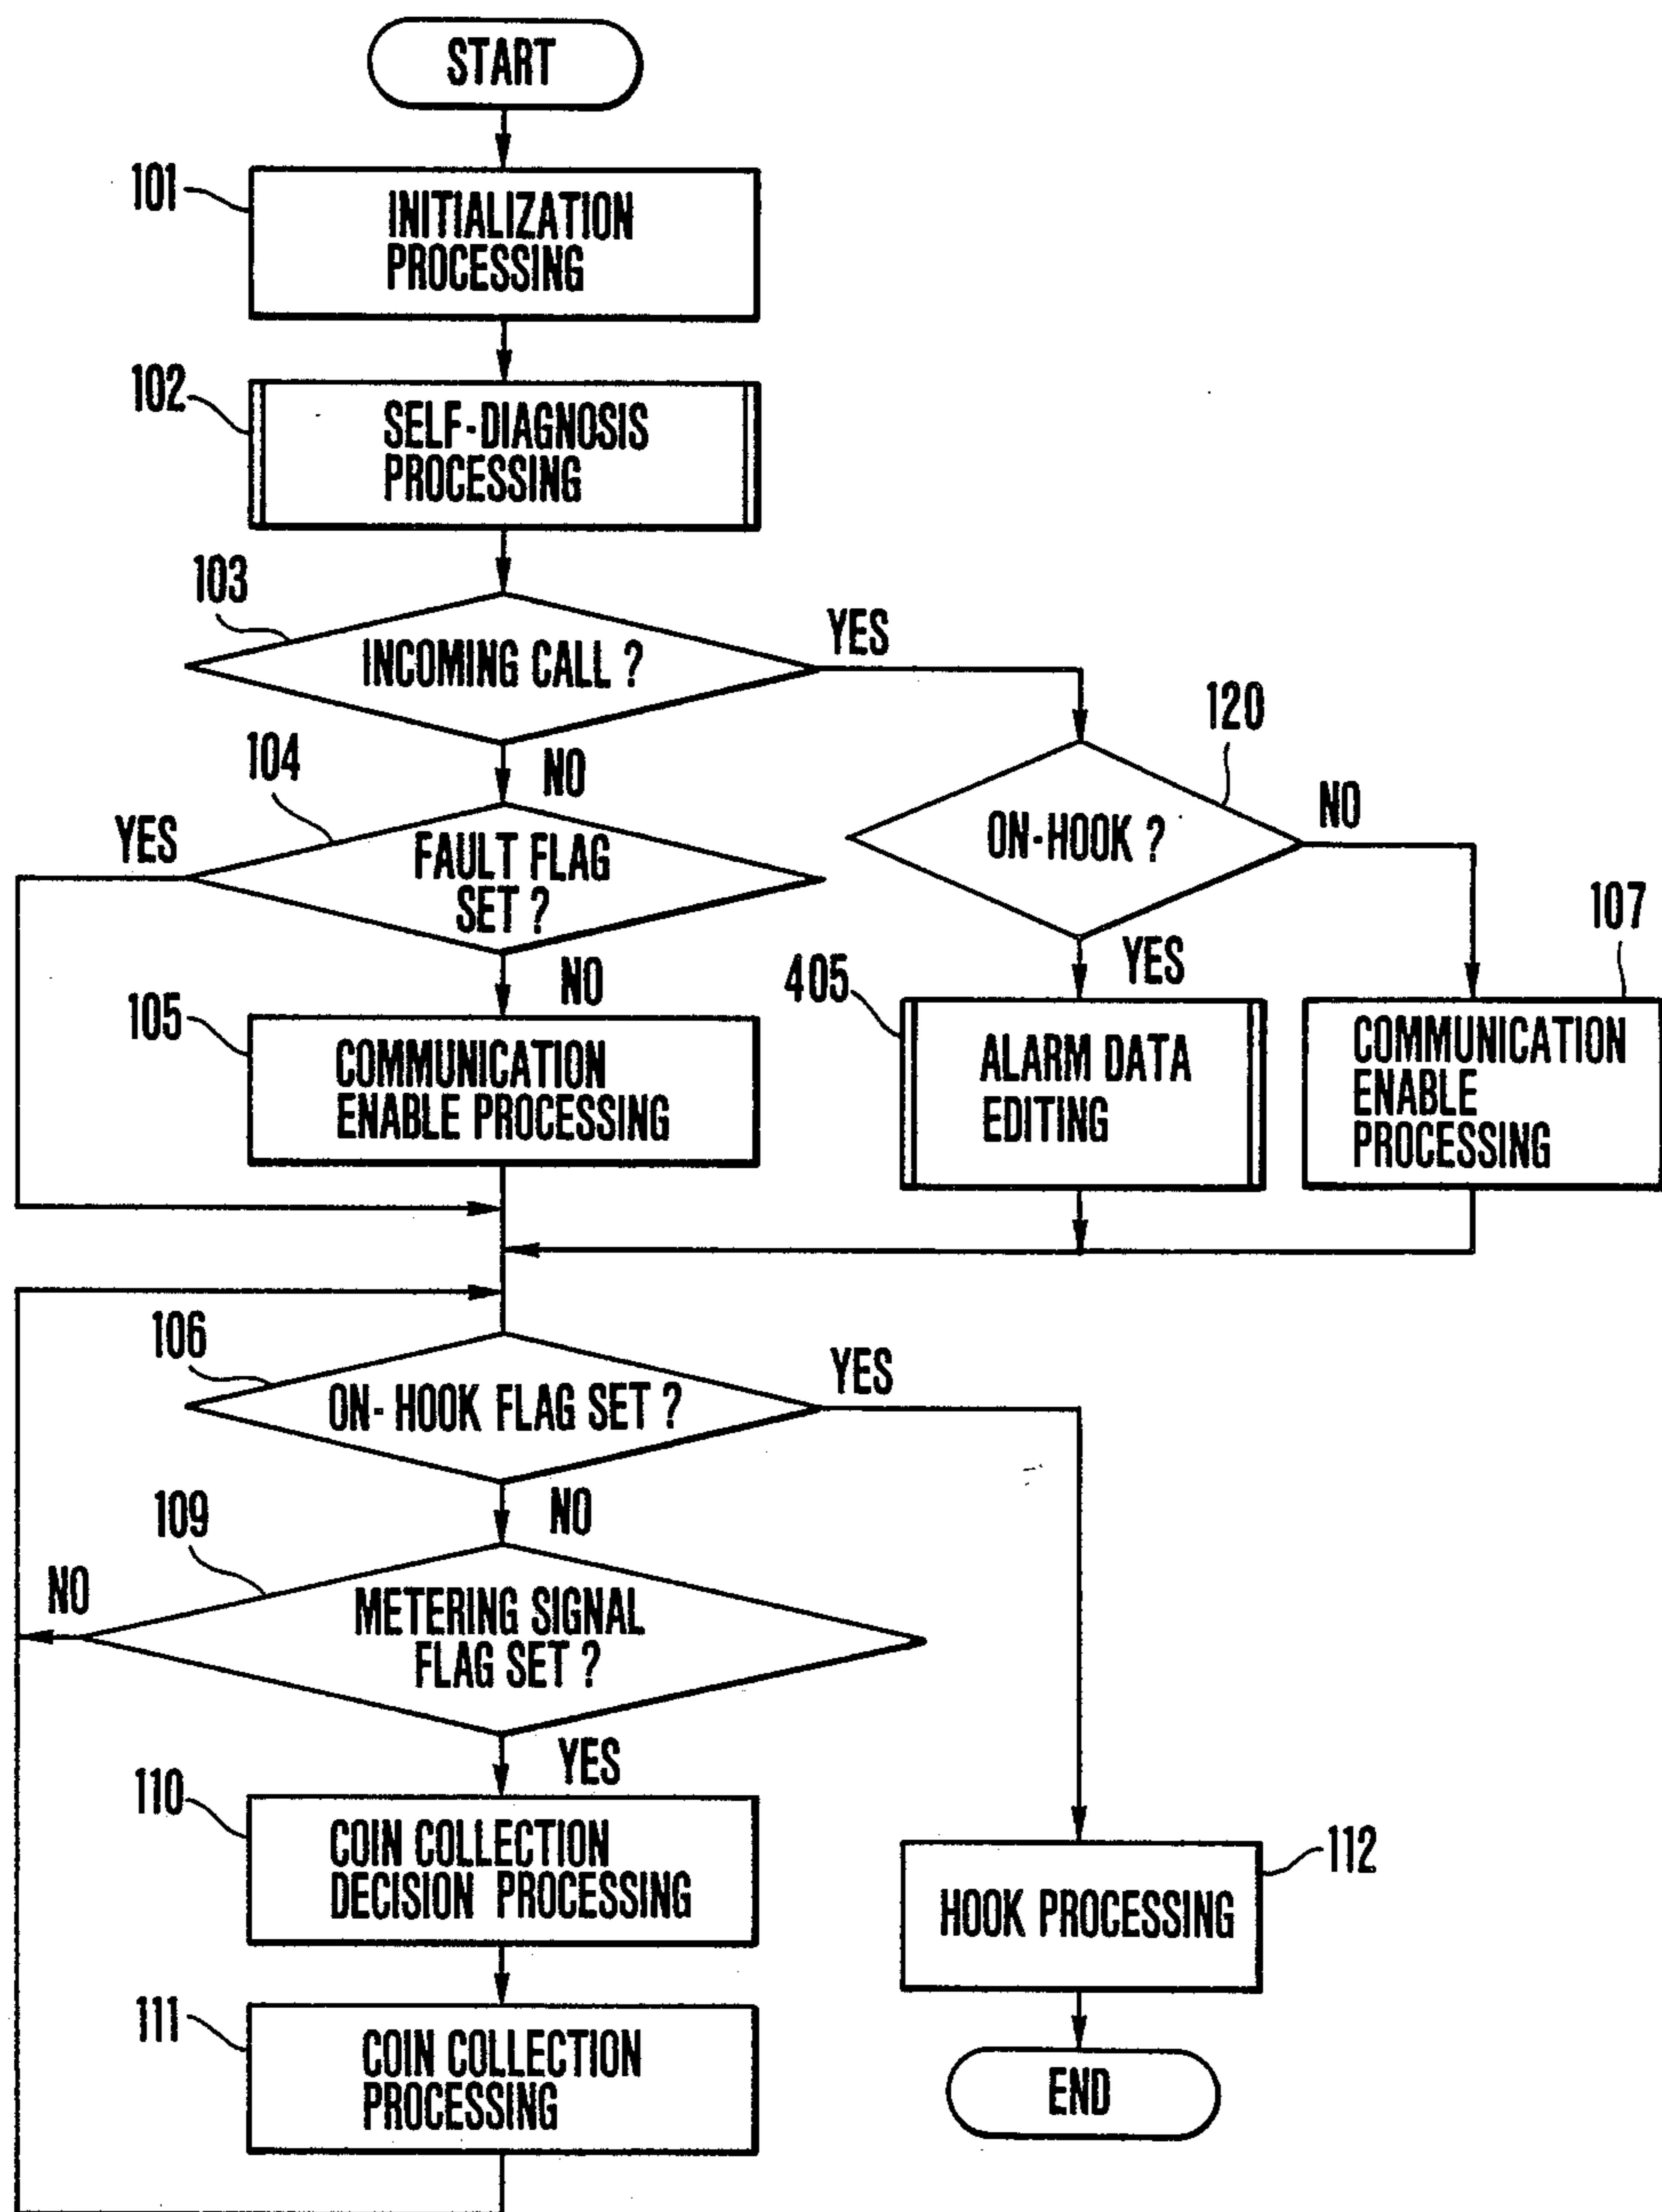 START
101
INITIALIZATION
PROCESSING
102
SELF-DIAGNOSIS
PROCESSING
103
INCOMING CALL ?
YES
NO
104
YES
FAULT FLAG
SET ?
NO
120
ON-HOOK ?
NO
YES
107
COMMUNICATION
ENABLE
PROCESSING
405
ALARM DATA
EDITING
105
COMMUNICATION
ENABLE PROCESSING
106
ON-HOOK FLAG SET ?
YES
NO
109
NO
METERING SIGNAL
FLAG SET ?
YES
110
COIN COLLECTION
DECISION PROCESSING
111
COIN COLLECTION
PROCESSING
112
HOOK PROCESSING
END